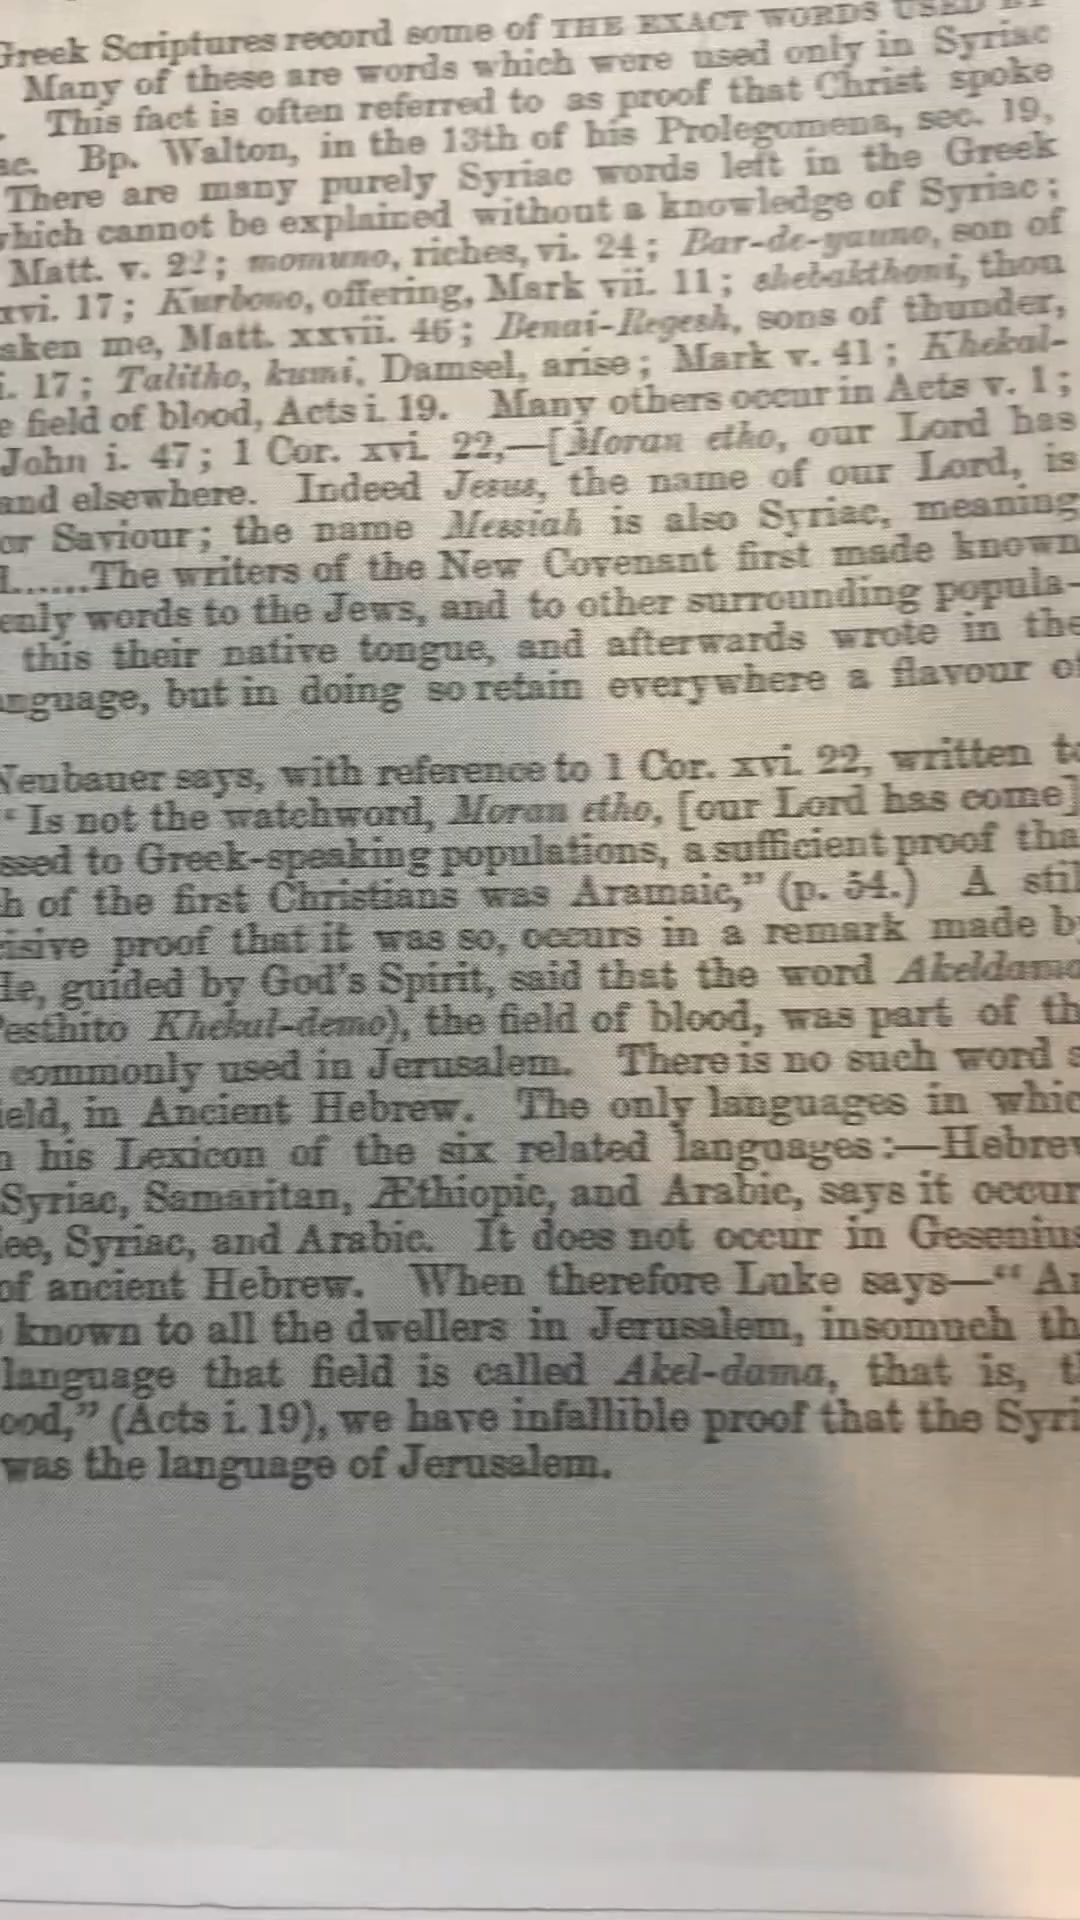 Greek Scriptures record some of THE EXACT WORDS USED BY
Many of these are words which were used only in Syriac
. This fact is often referred to as proof that Christ spoke
ac. Bp. Walton, in the 13th of his Prolegomena, sec. 19,
There are many purely Syriac words left in the Greek
which cannot be explained without a knowledge of Syriac;
Matt. v. 22; momuno, riches, vi. 24; Bar-de-yauno, son of
xvi. 17; Kurbono, offering, Mark vii. 11; shebakthoni, thou
aken me, Matt. xxvii. 46; Benai-Regesh, sons of thunder,
i. 17; Talitho, kumi, Damsel, arise; Mark v. 41; Khekal-
e field of blood, Acts i. 19. Many others occur in Acts v. 1;
John i. 47; 1 Cor. xvi. 22,—[Moran etho, our Lord has
and elsewhere. Indeed Jesus, the name of our Lord, is
or Saviour; the name Messiah is also Syriac, meaning
......The writers of the New Covenant first made known
enly words to the Jews, and to other surrounding popula-
this their native tongue, and afterwards wrote in the
nguage, but in doing so retain everywhere a flavour of
Neubauer says, with reference to 1 Cor. xvi. 22, written to
“Is not the watchword, Moran etho, [our Lord has come]
ssed to Greek-speaking populations, a sufficient proof tha
h of the first Christians was Aramaic,” (p. 54.) A stil
isive proof that it was so, occurs in a remark made b
He, guided by God's Spirit, said that the word Akeldama
Pesthito Khekul-demo), the field of blood, was part of th
commonly used in Jerusalem. There is no such word a
ield, in Ancient Hebrew. The only languages in whic
n his Lexicon of the six related languages:—Hebrew
Syriac, Samaritan, Æthiopic, and Arabic, says it occur
ee, Syriac, and Arabic. It does not occur in Gesenius
of ancient Hebrew. When therefore Luke says—“ An
known to all the dwellers in Jerusalem, insomuch th
language that field is called Akel-dama, that is, t
ood,” (Acts i. 19), we have infallible proof that the Syri
was the language of Jerusalem.